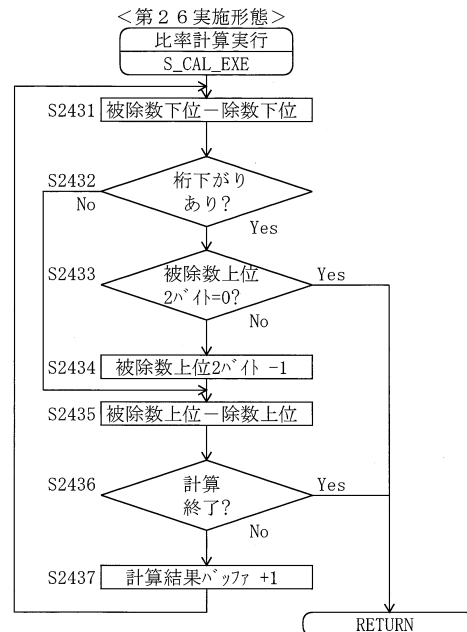 ＜第２６実施形態＞
比率計算実行
S_CAL_EXE
S2431 被除数下位－除数下位
S2432 桁下がり
あり?
No
Yes
S2433 被除数上位
2ﾊﾞｲﾄ=0?
Yes
No
S2434 被除数上位2ﾊﾞｲﾄ -1
S2435 被除数上位－除数上位
S2436 計算
終了?
Yes
No
S2437 計算結果ﾊﾞｯﾌｧ +1
RETURN